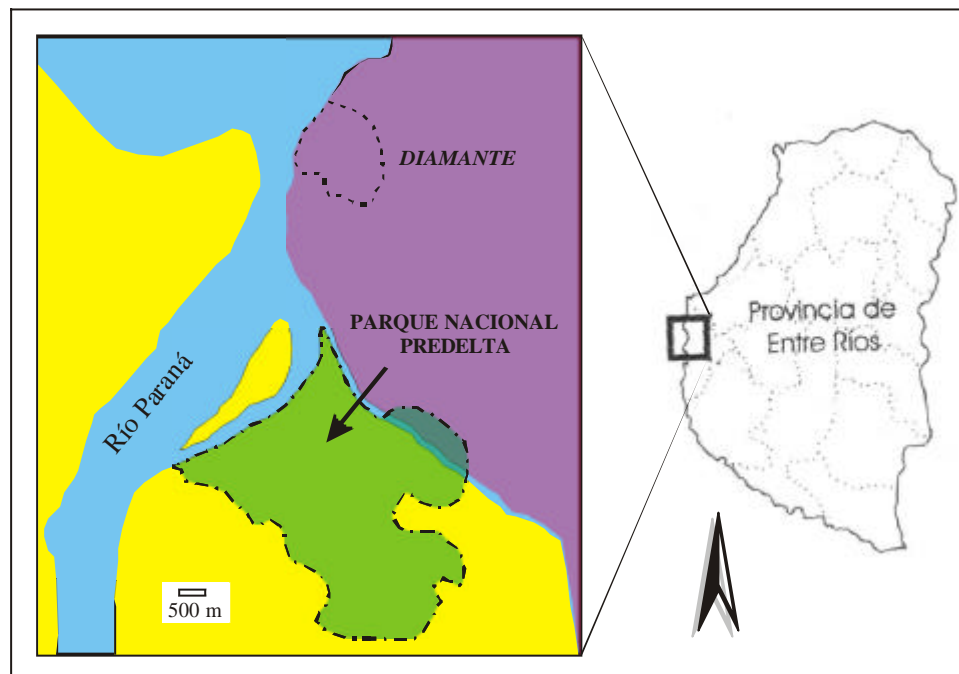 DIAMANTE
PARQUE NACIONAL
PREDELTA
Río Paraná
500 m
Provincia de
Entre Ríos